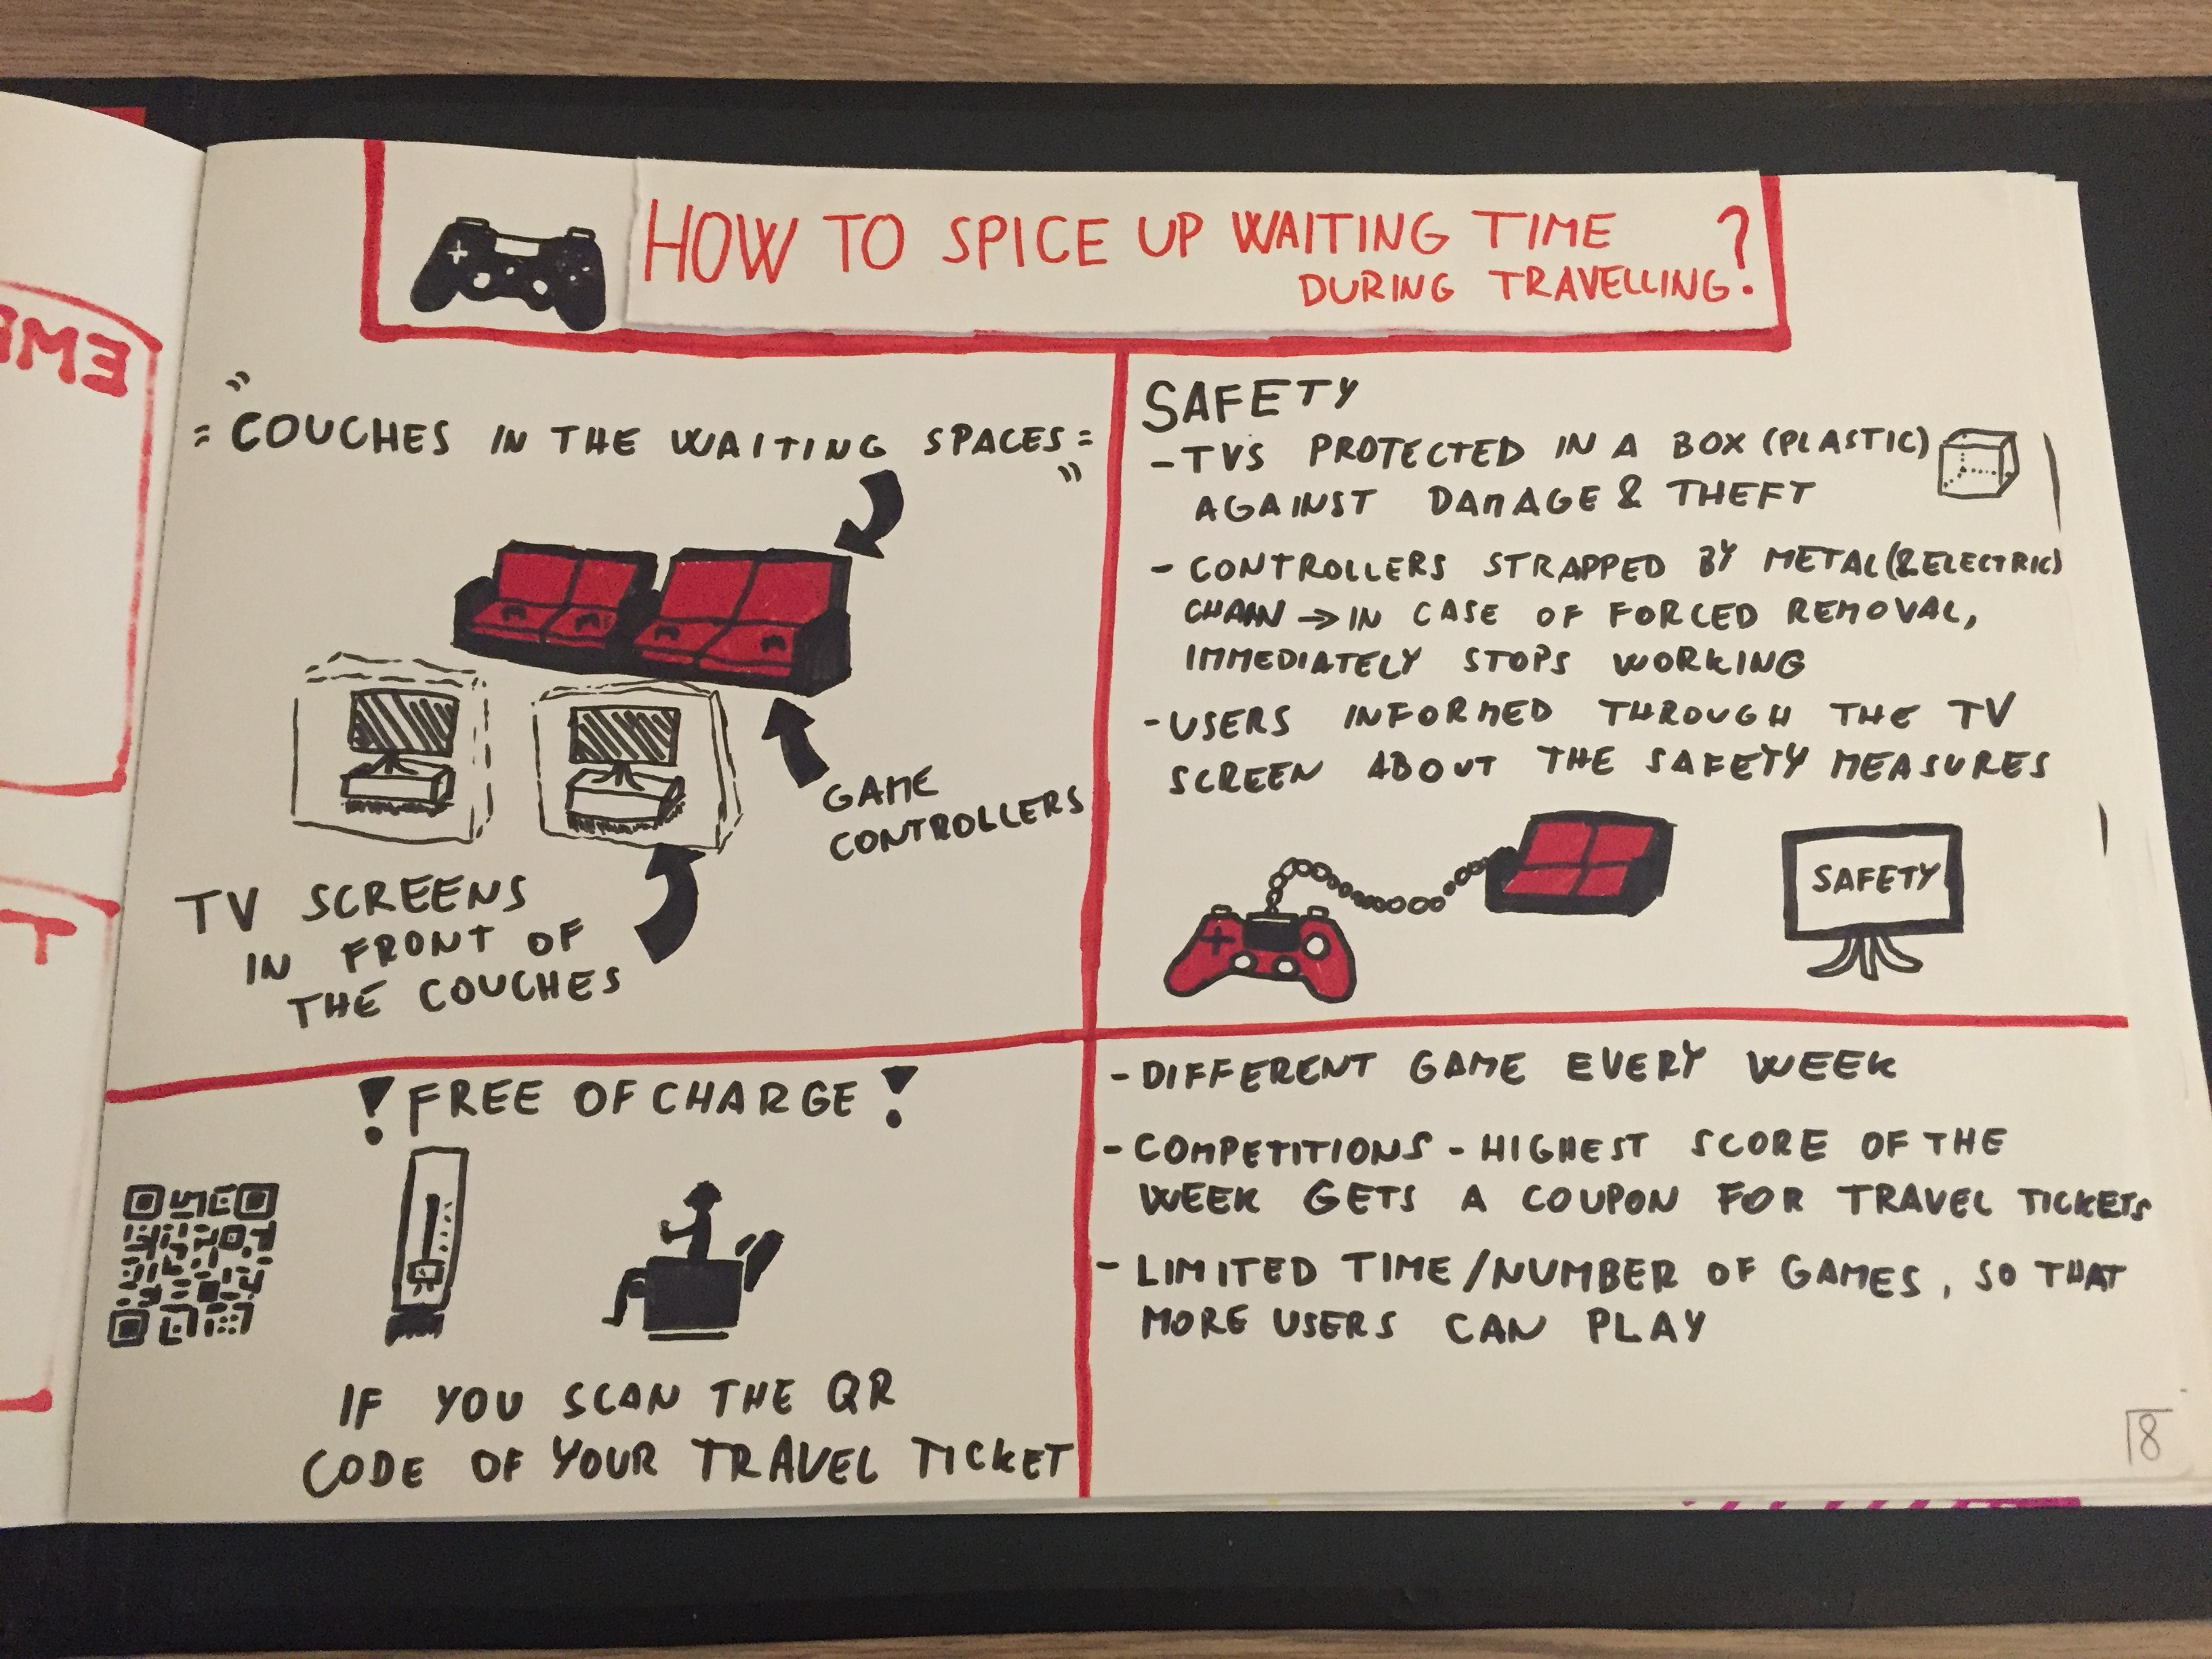 HOW TO SPICE UP WAITING TIME
DURING TRAVELLING?
"
= COUCHES IN THE WAITING SPACES =
"
GAME
CONTROLLERS
TV SCREENS
IN FRONT OF
THE COUCHES
SAFETY
- TVS PROTECTED IN A BOX (PLASTIC)
AGAINST DAMAGE & THEFT
- CONTROLLERS STRAPPED BY METAL (& ELECTRIC)
CHAIN → IN CASE OF FORCED REMOVAL,
IMMEDIATELY STOPS WORKING
- USERS INFORMED THROUGH THE TV
SCREEN ABOUT THE SAFETY MEASURES
SAFETY
! FREE OF CHARGE !
IF YOU SCAN THE QR
CODE OF YOUR TRAVEL TICKET
- DIFFERENT GAME EVERY WEEK
- COMPETITIONS - HIGHEST SCORE OF THE
WEEK GETS A COUPON FOR TRAVEL TICKETS
- LIMITED TIME/NUMBER OF GAMES, SO THAT
MORE USERS CAN PLAY
8